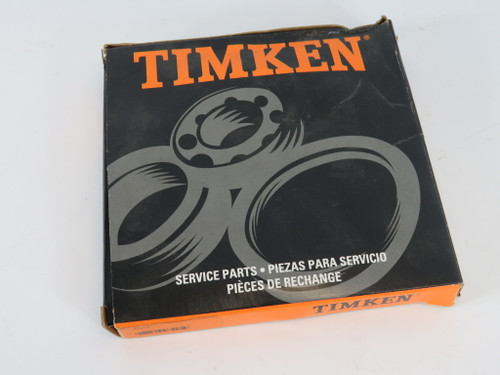 TIMKEN®
SERVICE PARTS • PIEZAS PARA SERVICIO
PIÈCES DE RECHANGE
TIMKEN